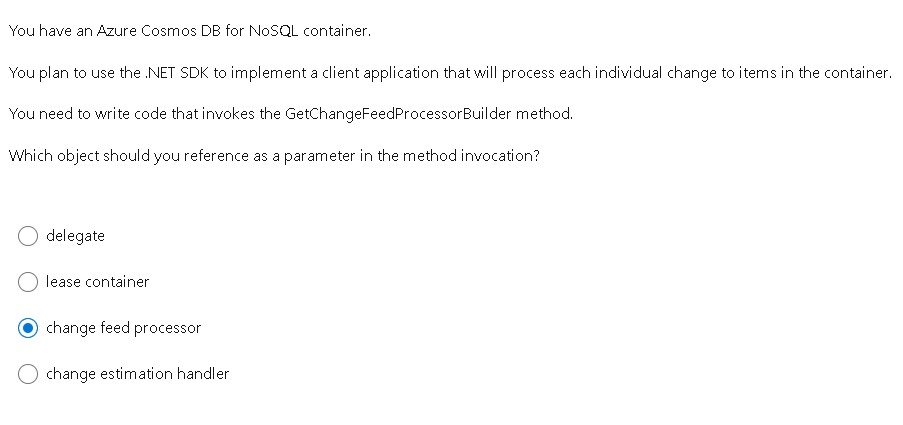 You have an Azure Cosmos DB for NoSQL container.
You plan to use the .NET SDK to implement a client application that will process each individual change to items in the container.
You need to write code that invokes the GetChangeFeedProcessorBuilder method.
Which object should you reference as a parameter in the method invocation?
delegate
lease container
change feed processor
change estimation handler